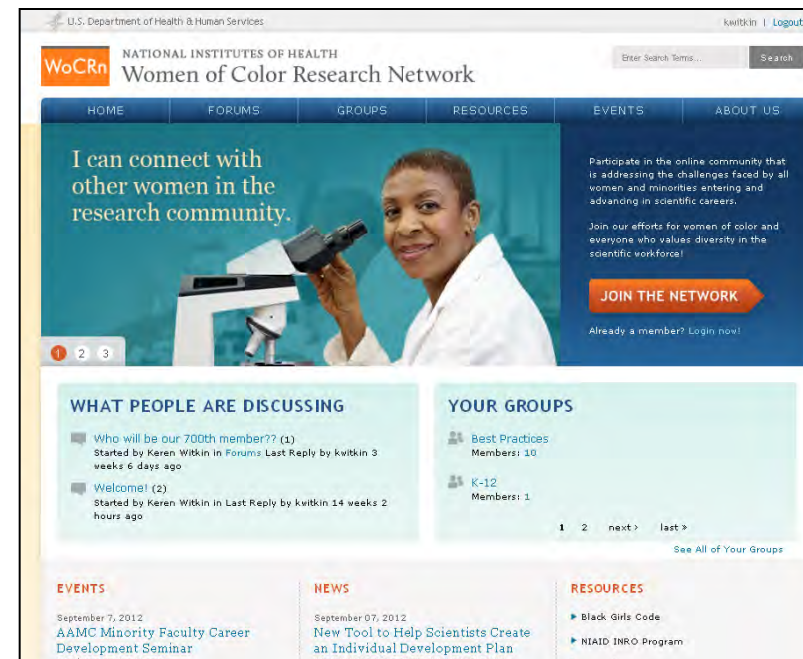 U.S. Department of Health & Human Services
kwitkin | Logout
WoCRn
NATIONAL INSTITUTES OF HEALTH
Women of Color Research Network
Enter Search Terms...
Search
HOME
FORUMS
GROUPS
RESOURCES
EVENTS
ABOUT US
I can connect with
other women in the
research community.
Participate in the online community that
is addressing the challenges faced by all
women and minorities entering and
advancing in scientific careers.
Join our efforts for women of color and
everyone who values diversity in the
scientific workforce!
JOIN THE NETWORK
Already a member? Login now!
1 2 3
WHAT PEOPLE ARE DISCUSSING
Who will be our 700th member?? (1)
Started by Keren Witkin in Forums Last Reply by kwitkin 3
weeks 6 days ago
Welcome! (2)
Started by Keren Witkin in Last Reply by kwitkin 14 weeks 2
hours ago
YOUR GROUPS
Best Practices
Members: 10
K-12
Members: 1
1 2 next › last »
See All of Your Groups
EVENTS
September 7, 2012
AAMC Minority Faculty Career
Development Seminar
NEWS
September 07, 2012
New Tool to Help Scientists Create
an Individual Development Plan
RESOURCES
Black Girls Code
NIAID INRO Program